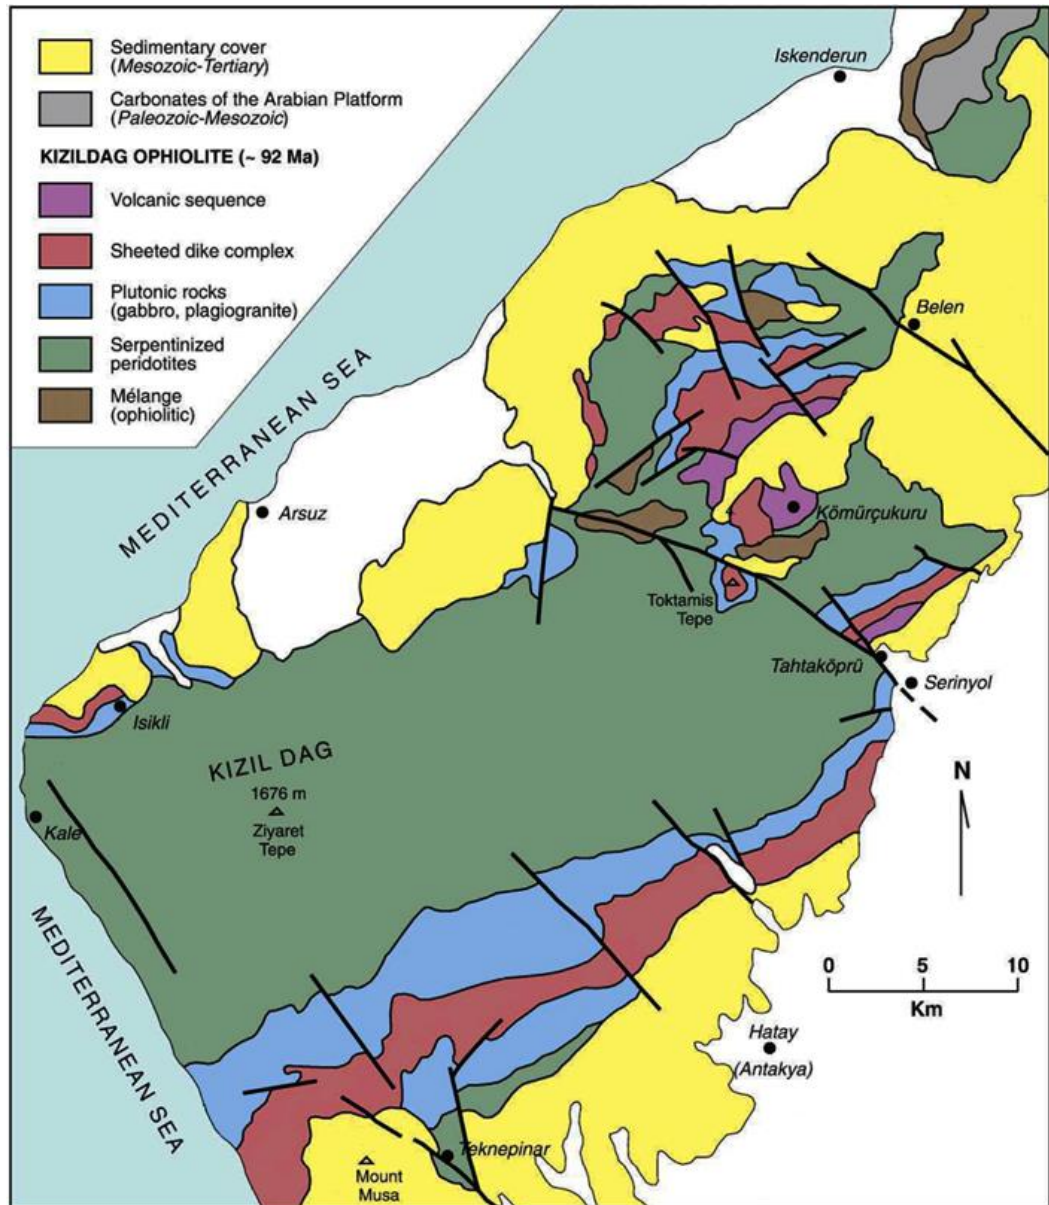 Sedimentary cover
(Mesozoic-Tertiary)
Carbonates of the Arabian Platform
(Paleozoic-Mesozoic)
KIZILDAG OPHIOLITE (~ 92 Ma)
Volcanic sequence
Sheeted dike complex
Plutonic rocks
(gabbro, plagiogranite)
Serpentinized
peridotites
Mélange
(ophiolitic)
Iskenderun
Belen
MEDITERRANEAN SEA
Arsuz
Kömürçukuru
Toktamis
Tepe
Tahtaköprü
Serinyol
Isikli
KIZIL DAG
1676 m
Ziyaret
Tepe
Kale
N
MEDITERRANEAN SEA
0 5 10
Km
Hatay
(Antakya)
Teknepinar
Mount
Musa